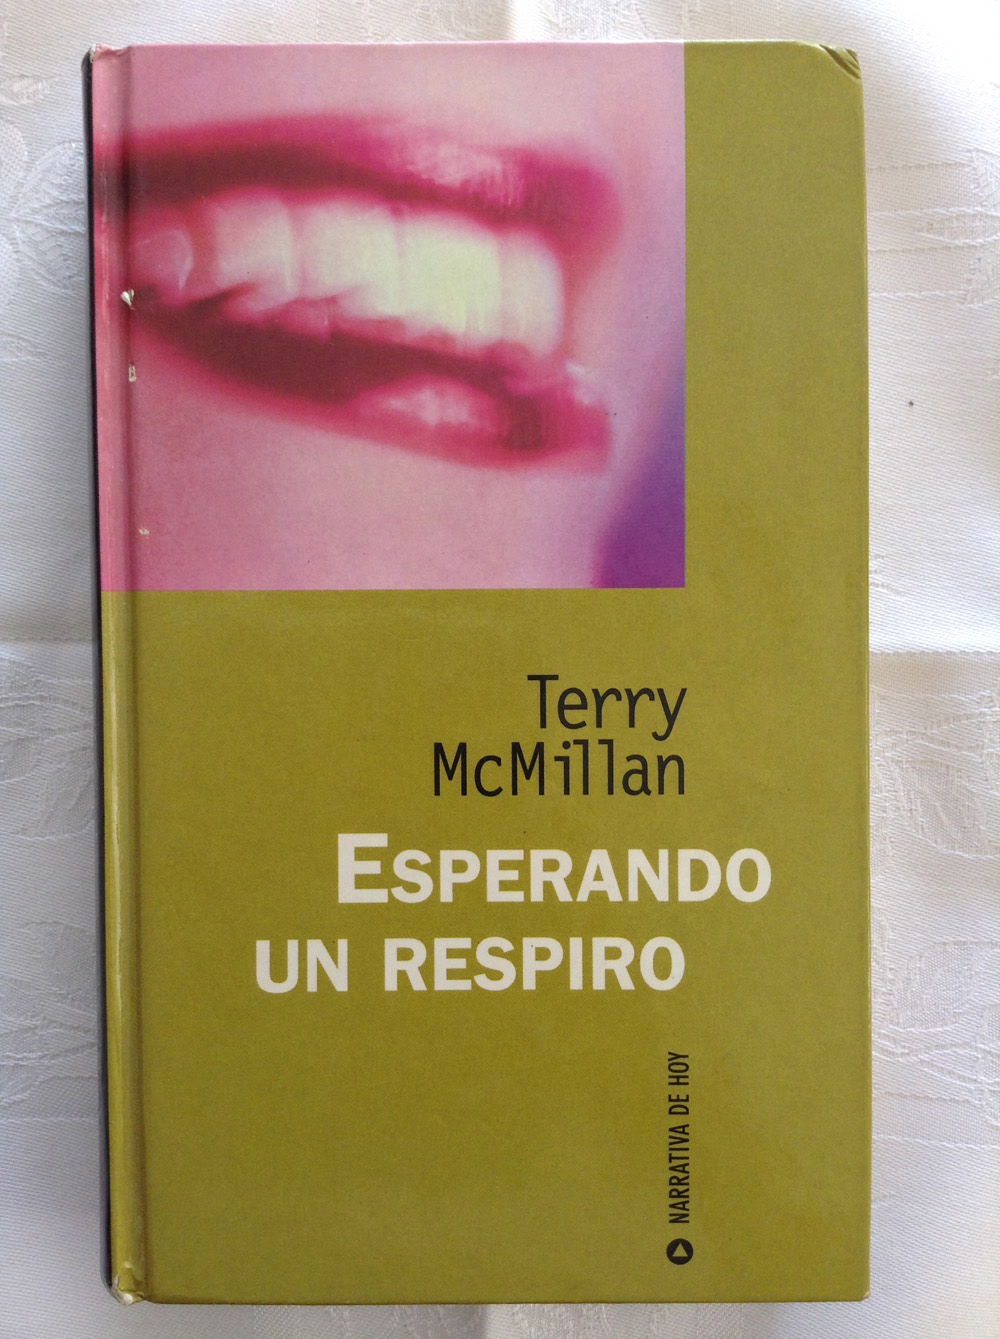 Terry
McMillan
ESPERANDO
UN RESPIRO
NARRATIVA DE HOY